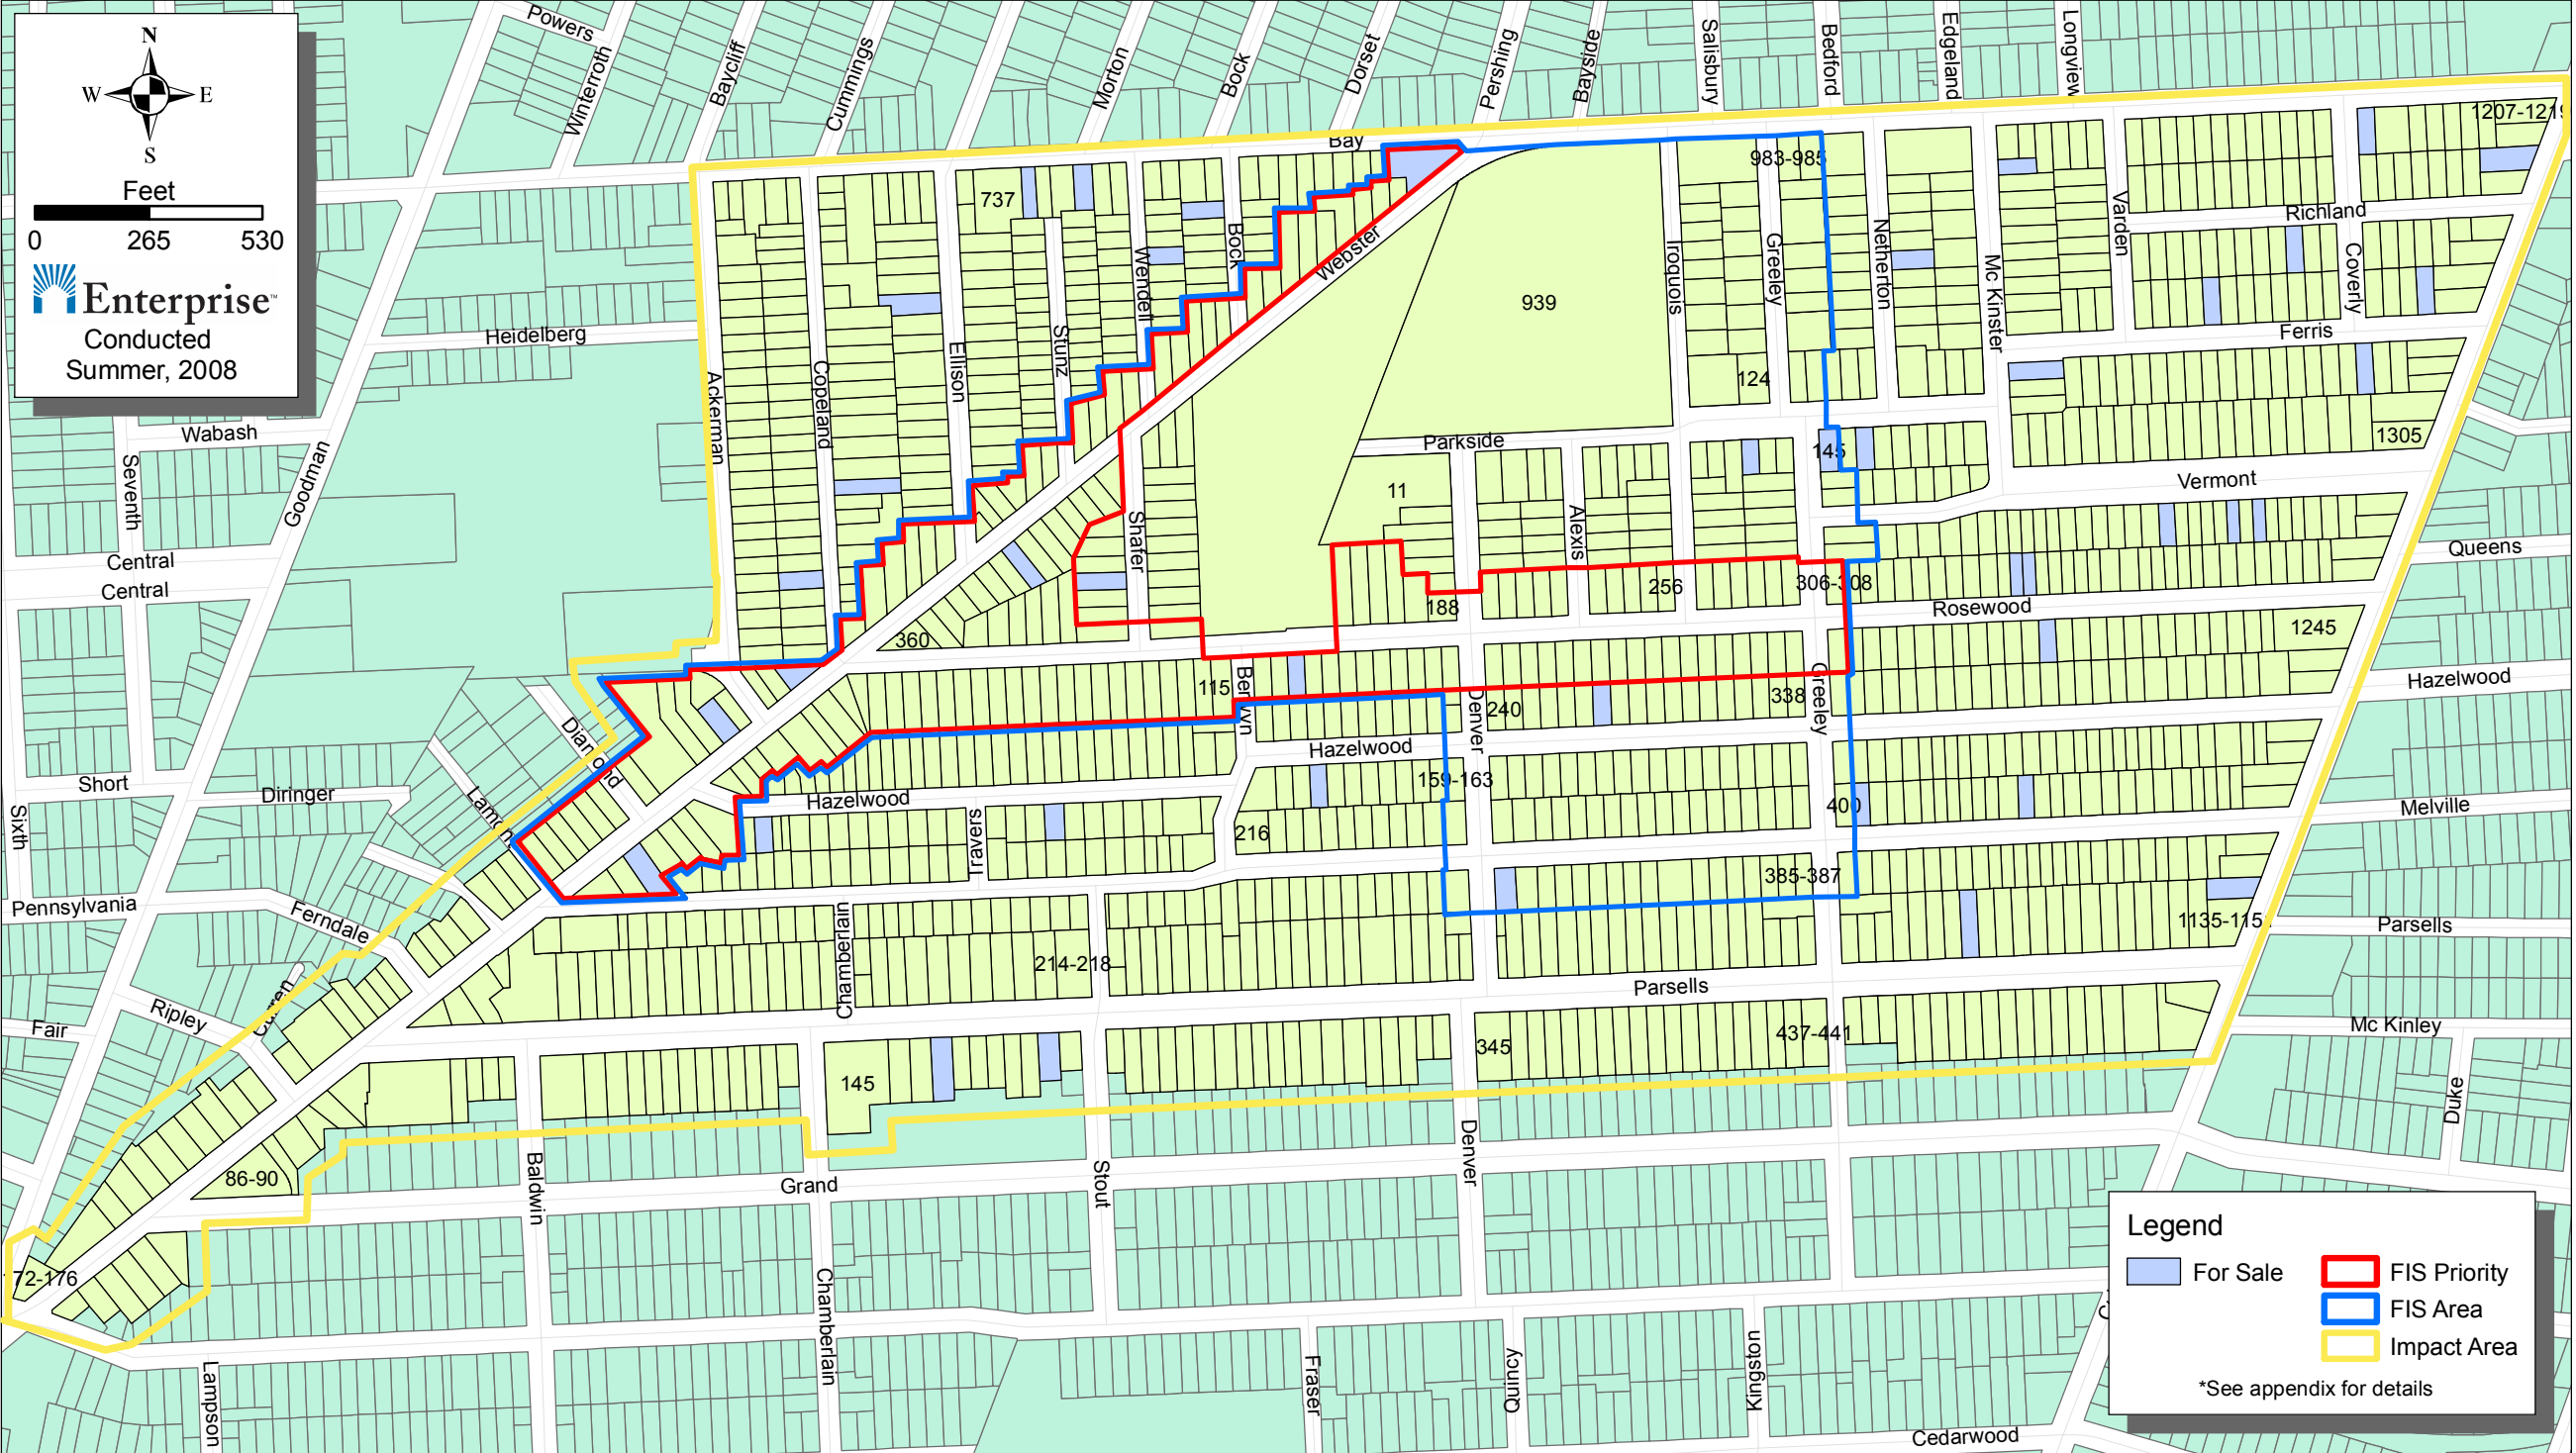 N
W E
S
Feet
0 265 530
Enterprise™
Conducted
Summer, 2008
Powers
Winterroth
Baycliff
Cummings
Morton
Bock
Dorset
Pershing
Bayside
Salisbury
Bedford
Edgeland
Longview
Bay
737
983-985
1207-1219
Richland
Varden
Coverly
Ferris
Netherton
Mc Kinster
Greeley
Iroquois
Webster
Bock
Wendell
Stunz
Ellison
Copeland
Ackerman
Heidelberg
939
124
Wabash
Seventh
Goodman
Central
Central
Parkside
145
1305
Vermont
11
Alexis
Shafer
Queens
188
256
306-308
Rosewood
360
1245
115
Berwyn
Denver
240
338
Greeley
Hazelwood
Hazelwood
Diamond
Lamont
Short
Diringer
Hazelwood
Travers
159-163
216
400
Melville
Sixth
385-387
Pennsylvania
Ferndale
Chamberlain
214-218
1135-1151
Parsells
Parsells
Curren
Ripley
Fair
Mc Kinley
345
437-441
145
Duke
86-90
Baldwin
Grand
Stout
Denver
72-176
Chamberlain
Lampson
Fraser
Quincy
Kingston
Cedarwood
Legend
For Sale
FIS Priority
FIS Area
Impact Area
*See appendix for details